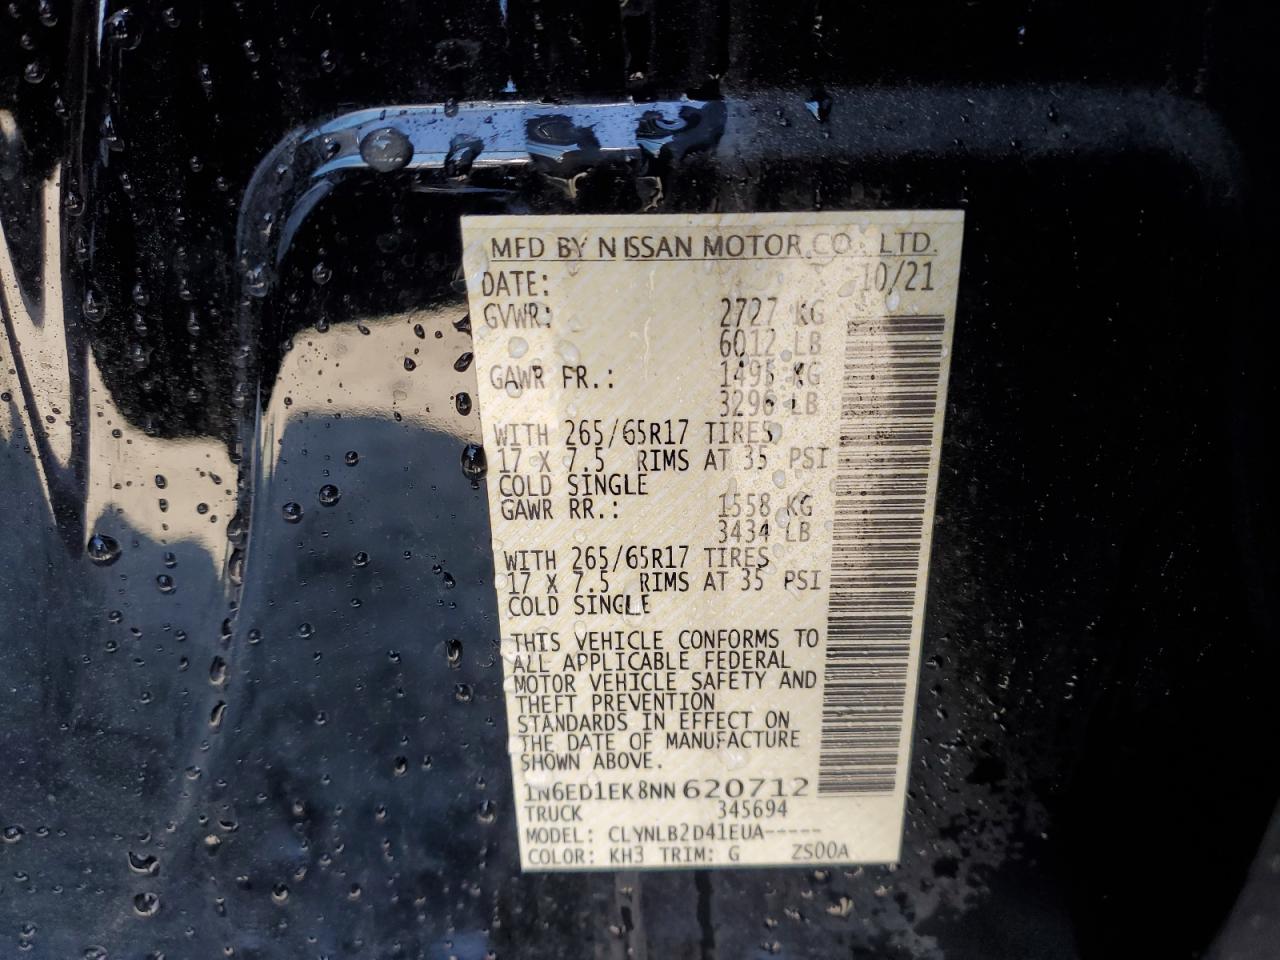 MFD BY NISSAN MOTOR CO., LTD.
DATE: 10/21
GVWR: 2727 KG
6012 LB
GAWR FR.: 1495 KG
3296 LB
WITH 265/65R17 TIRES
17 X 7.5 RIMS AT 35 PSI
COLD SINGLE
GAWR RR.: 1558 KG
3434 LB
WITH 265/65R17 TIRES
17 X 7.5 RIMS AT 35 PSI
COLD SINGLE
THIS VEHICLE CONFORMS TO
ALL APPLICABLE FEDERAL
MOTOR VEHICLE SAFETY AND
THEFT PREVENTION
STANDARDS IN EFFECT ON
THE DATE OF MANUFACTURE
SHOWN ABOVE.
1N6ED1EK8NN620712
TRUCK 345694
MODEL: CLYNLB2D41EUA-----
COLOR: KH3 TRIM: G ZS00A